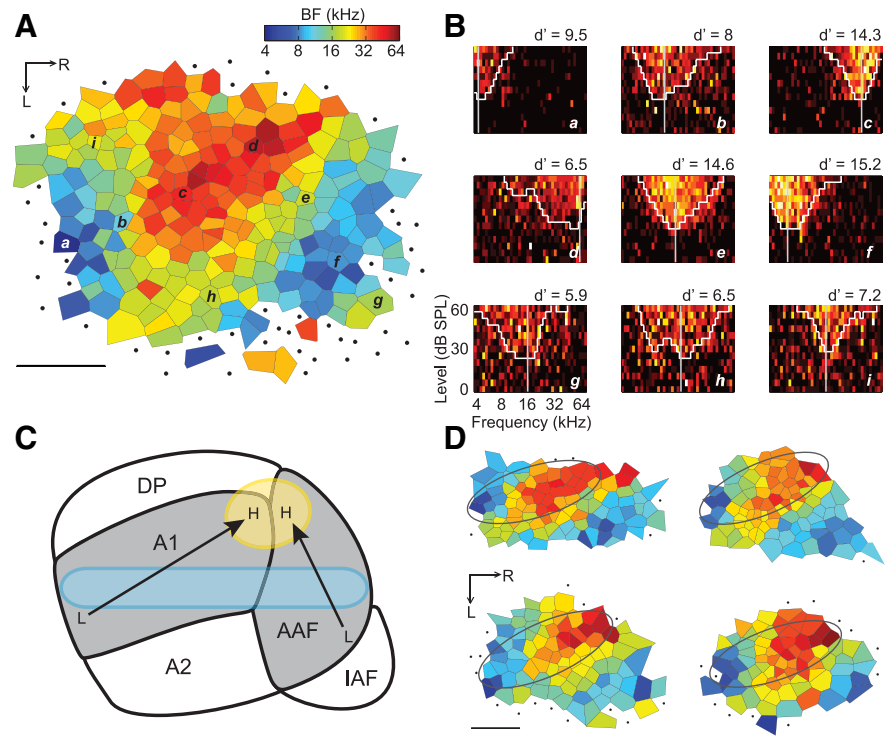 A
BF (kHz)
4 8 16 32 64
R
L
i
d
c
e
b
a
f
h
g
B
d’ = 9.5
d’ = 8
d’ = 14.3
a
b
c
d’ = 6.5
d’ = 14.6
d’ = 15.2
d
e
f
d’ = 5.9
d’ = 6.5
d’ = 7.2
Level (dB SPL)
60
30
0
g
h
i
4 8 16 32 64
Frequency (kHz)
C
DP
H H
A1
L
AAF
L
A2
IAF
D
R
L